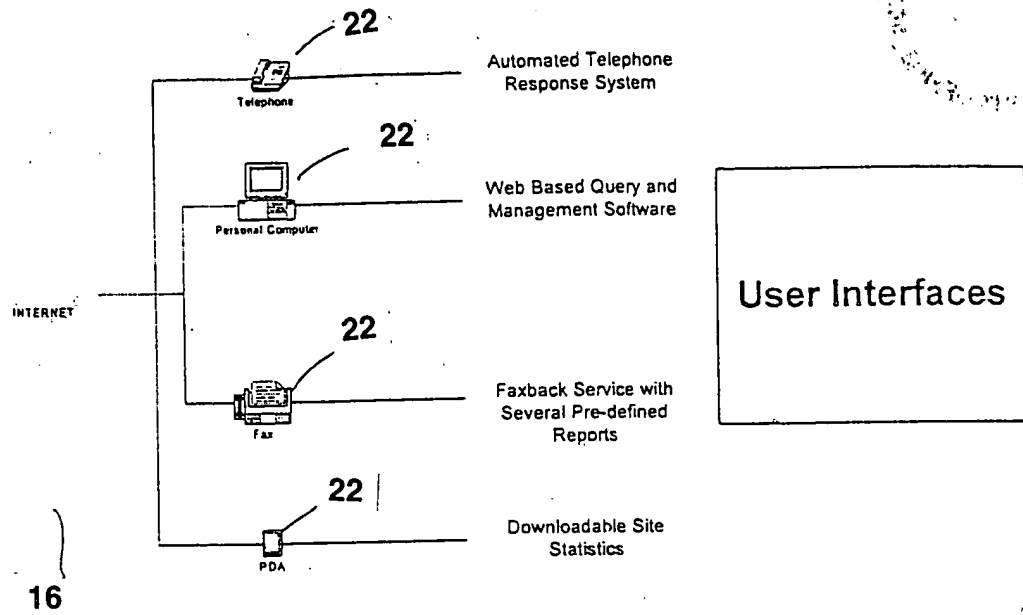 22
Automated Telephone
Response System
Telephone
22
Web Based Query and
Management Software
Personal Computer
User Interfaces
INTERNET
22
Faxback Service with
Several Pre-defined
Reports
Fax
22
Downloadable Site
Statistics
PDA
16